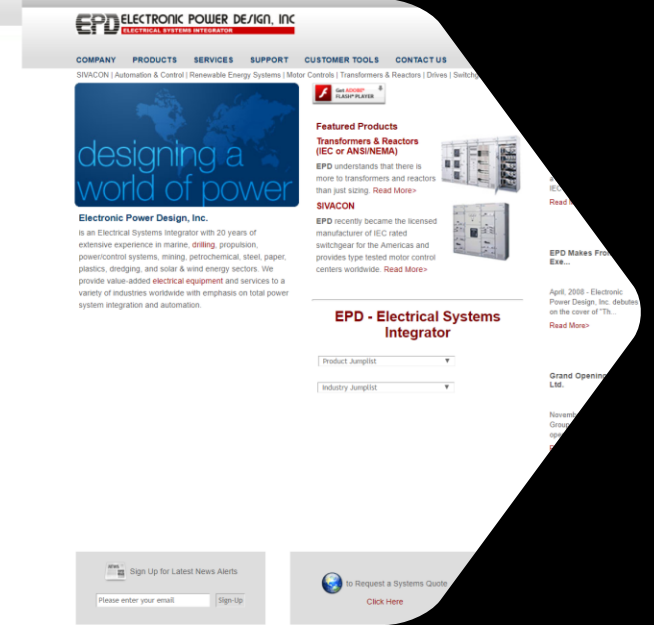 EPD ELECTRONIC POWER DESIGN, INC
ELECTRICAL SYSTEMS INTEGRATOR
COMPANY PRODUCTS SERVICES SUPPORT CUSTOMER TOOLS CONTACT US
SIVACON | Automation & Control | Renewable Energy Systems | Motor Controls | Transformers & Reactors | Drives |
designing a
world of power
Electronic Power Design, Inc.
is an Electrical Systems Integrator with 20 years of
extensive experience in marine, drilling, propulsion,
power/control systems, mining, petrochemical, steel, paper,
plastics, dredging, and solar & wind energy sectors. We
provide value-added electrical equipment and services to a
variety of industries worldwide with emphasis on total power
system integration and automation.
Get ADOBE®
FLASH® PLAYER
Featured Products
Transformers & Reactors
(IEC or ANSI/NEMA)
EPD understands that there is
more to transformers and reactors
than just sizing. Read More>
SIVACON
EPD recently became the licensed
manufacturer of IEC rated
switchgear for the Americas and
provides type tested motor control
centers worldwide. Read More>
EPD - Electrical Systems
Integrator
Product Jumplist
Industry Jumplist
IEC
EPD Makes
Exe...
April, 2008 - Electronic
Power Design, Inc. debutes
on the cover of "Th...
Read More>
Grand Opening
Ltd.
Sign Up for Latest News Alerts
Please enter your email Sign-Up
to Request a Systems Quote
Click Here